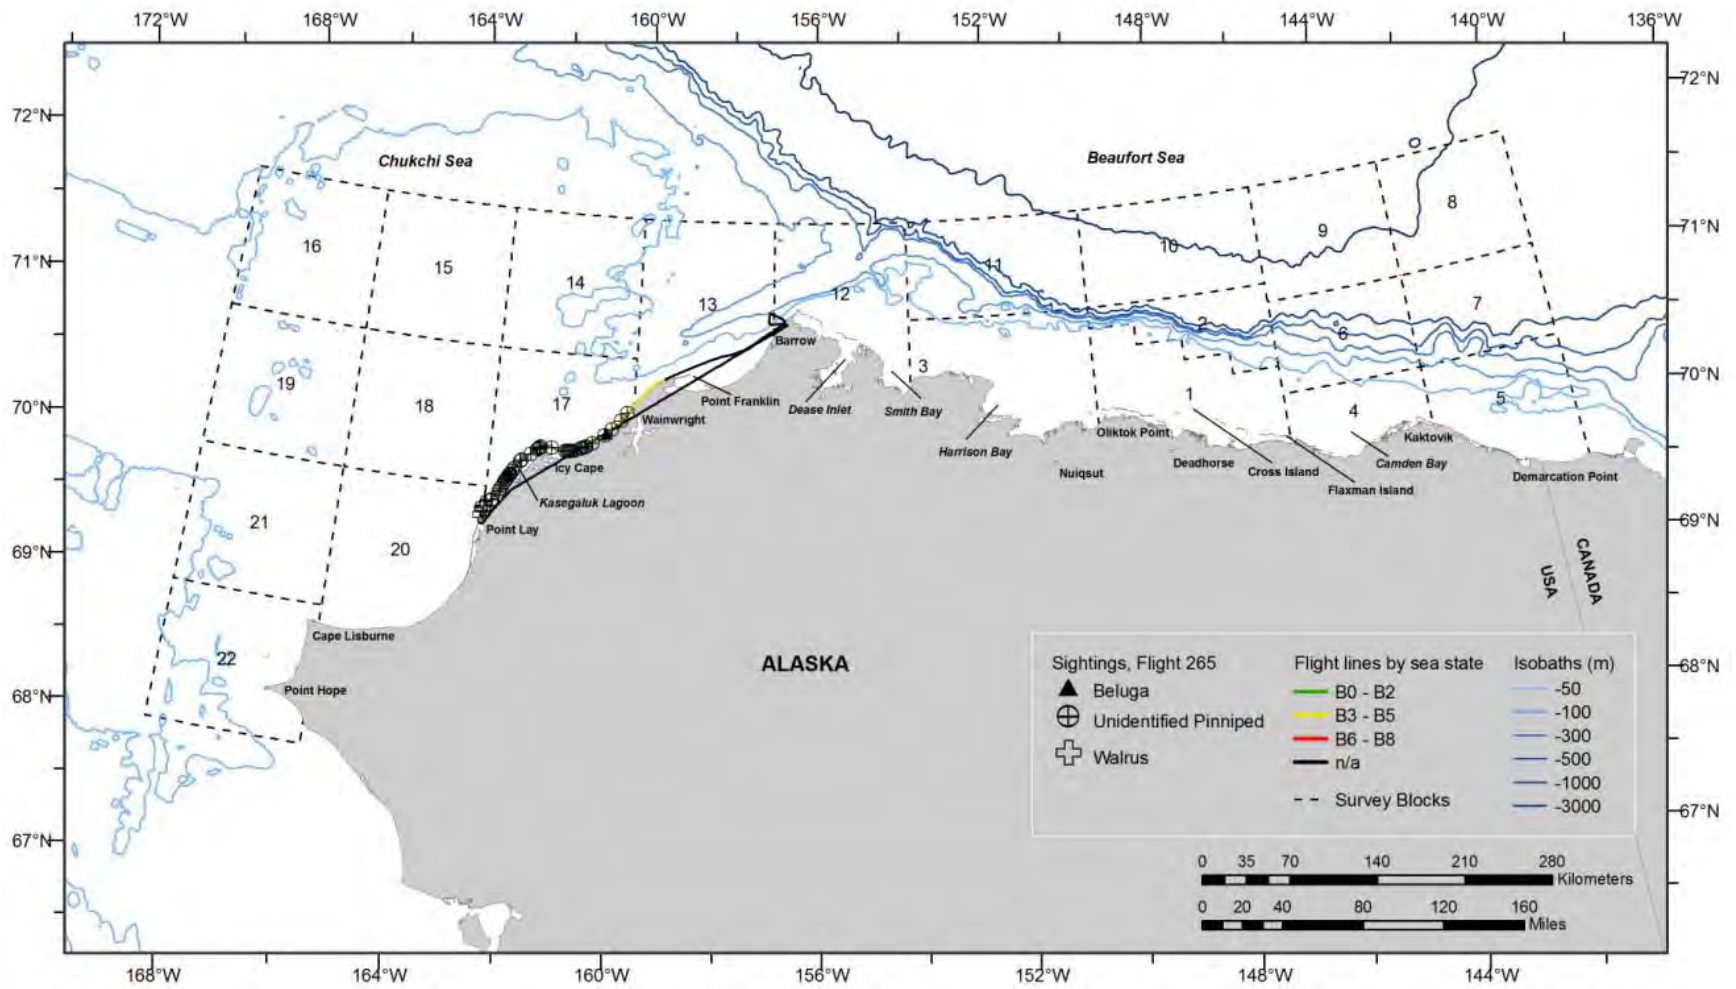 172°W 168°W 164°W 160°W 156°W 152°W 148°W 144°W 140°W 136°W
72°N
72°N
Chukchi Sea
Beaufort Sea
8
9
10
71°N
16
15
14
11
71°N
13
12
7
2
6
Barrow
70°N
19
18
17
3
1
4
5
70°N
Point Franklin
Wainwright
Dease Inlet
Smith Bay
Harrison Bay
Oliktok Point
Kaktovik
Icy Cape
Nuiqsut
Deadhorse
Cross Island
Camden Bay
Flaxman Island
Demarcation Point
Kasegaluk Lagoon
Point Lay
69°N
21
20
69°N
USA
CANADA
Cape Lisburne
22
Point Hope
ALASKA
68°N
68°N
67°N
67°N
Sightings, Flight 265
Beluga
Unidentified Pinniped
Walrus
Flight lines by sea state
B0 - B2
B3 - B5
B6 - B8
n/a
Survey Blocks
Isobaths (m)
-50
-100
-300
-500
-1000
-3000
0 35 70 140 210 280
Kilometers
0 20 40 80 120 160
Miles
168°W 164°W 160°W 156°W 152°W 148°W 144°W